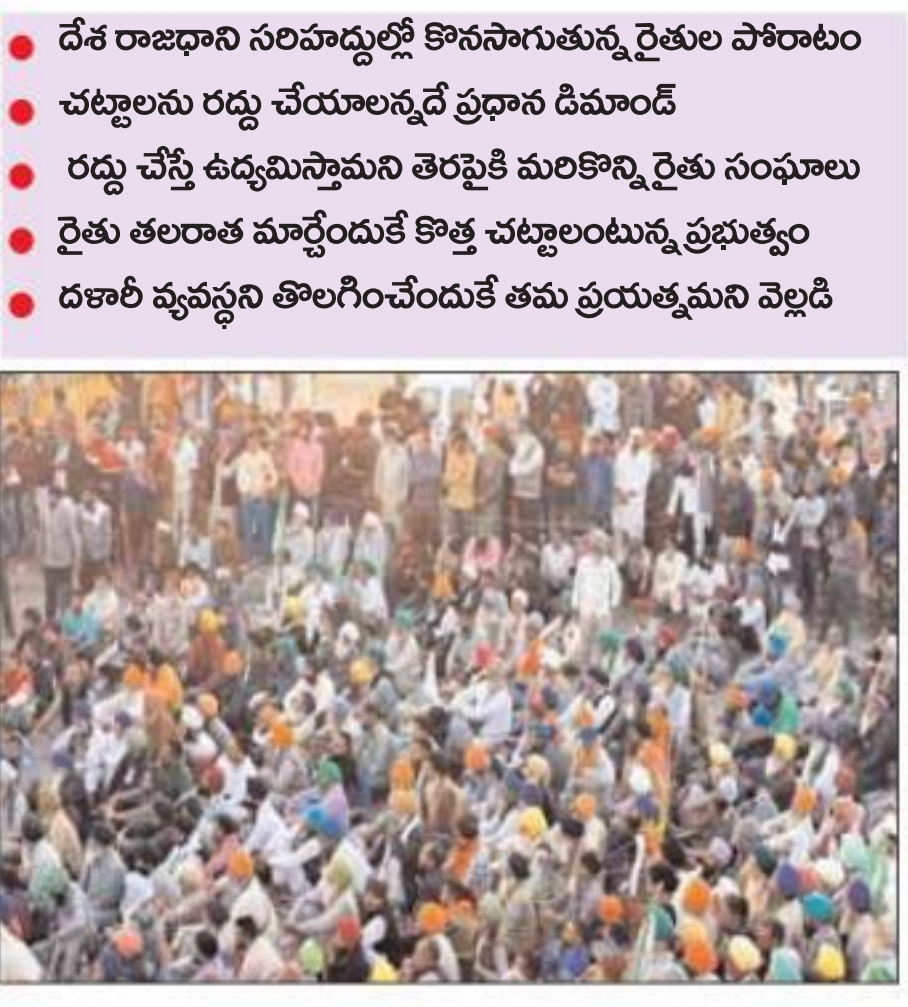 దేశ రాజధాని సరిహద్దుల్లో కొనసాగుతున్న రైతుల పోరాటం
చట్టాలను రద్దు చేయాలన్నదే ప్రధాన డిమాండ్
రద్దు చేస్తే ఉద్యమిస్తామని తెరపైకి మరికొన్ని రైతు సంఘాలు
రైతు తలరాత మార్చేందుకే కొత్త చట్టాలంటున్న ప్రభుత్వం
దళారీ వ్యవస్థని తొలగించేందుకే తమ ప్రయత్నమని వెల్లడి